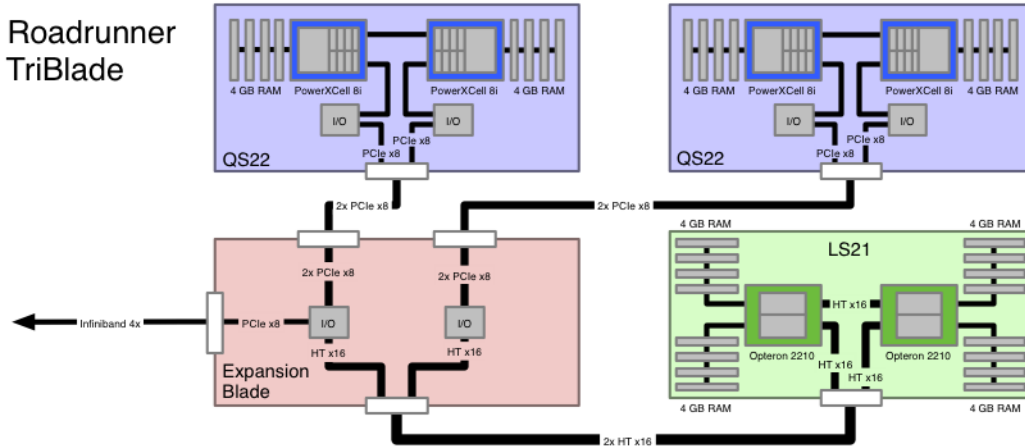 Roadrunner
TriBlade
4 GB RAM
PowerXCell 8i
PowerXCell 8i
4 GB RAM
I/O
I/O
PCIe x8
PCIe x8
QS22
4 GB RAM
PowerXCell 8i
PowerXCell 8i
4 GB RAM
I/O
I/O
PCIe x8
PCIe x8
QS22
2x PCIe x8
2x PCIe x8
2x PCIe x8
2x PCIe x8
Infiniband 4x
PCIe x8
I/O
I/O
HT x16
HT x16
Expansion
Blade
4 GB RAM
4 GB RAM
LS21
HT x16
Opteron 2210
Opteron 2210
HT x16
HT x16
4 GB RAM
4 GB RAM
2x HT x16